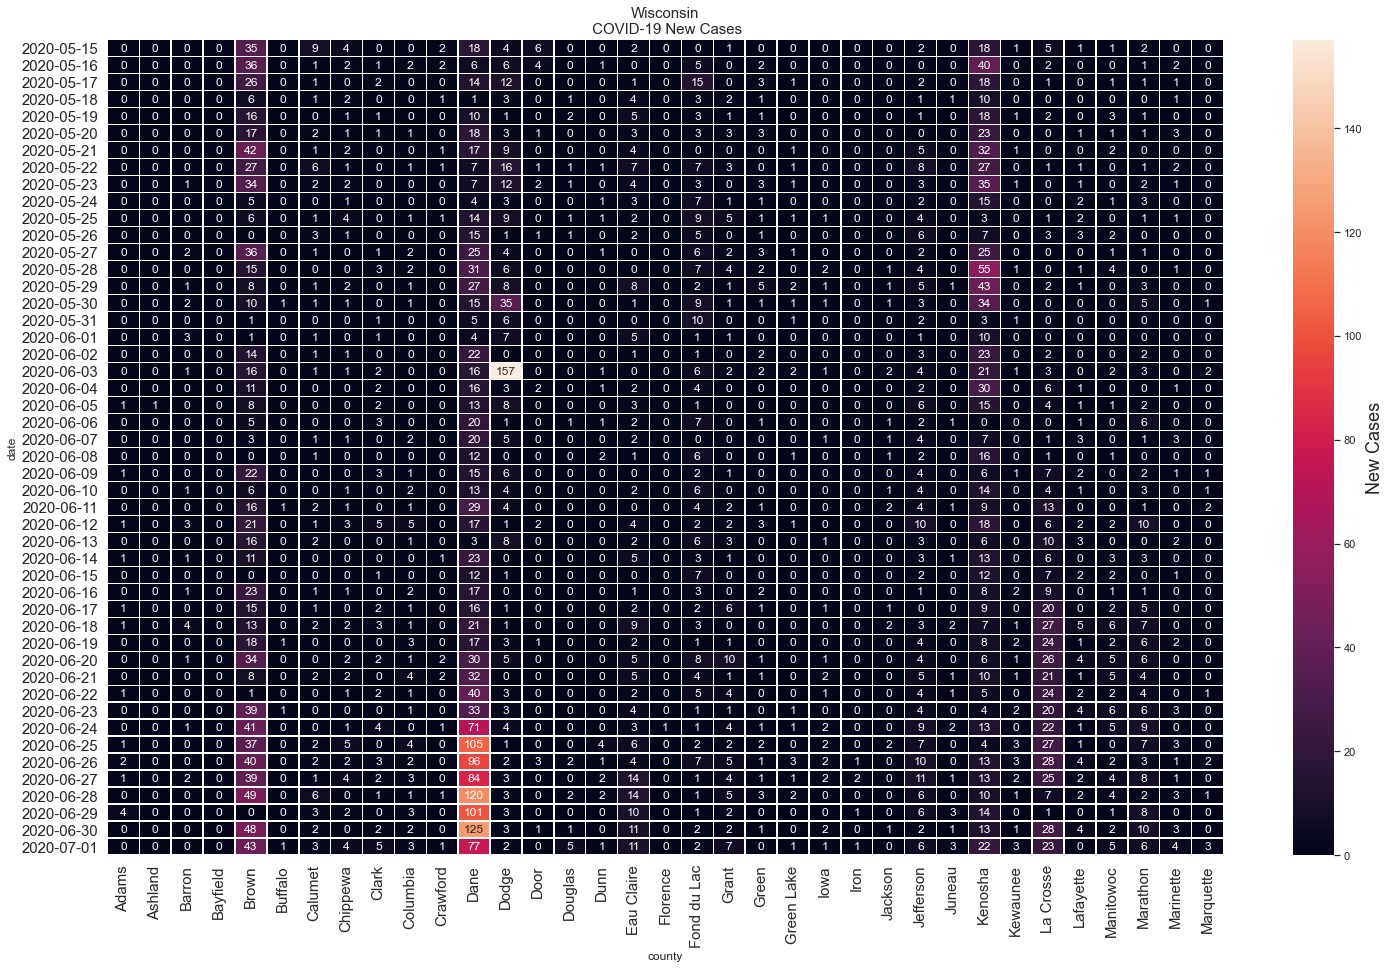 Wisconsin
COVID-19 New Cases
2020-05-15 0 0 0 0 35 0 9 4 0 0 2 18 4 6 0 0 2 0 0 1 0 0 0 0 0 2 0 18 1 5 1 1 2 0 0
2020-05-16 0 0 0 0 36 0 1 2 1 2 2 6 6 4 0 1 0 0 5 0 2 0 0 0 0 0 0 40 0 2 0 0 1 2 0
2020-05-17 0 0 0 0 26 0 1 0 2 0 0 14 12 0 0 0 1 0 15 0 3 1 0 0 0 2 0 18 0 1 0 1 1 1 0
2020-05-18 0 0 0 0 6 0 1 2 0 0 1 1 3 0 1 0 4 0 3 2 1 0 0 0 0 1 1 10 0 0 0 0 0 1 0
2020-05-19 0 0 0 0 16 0 0 1 1 0 0 10 1 0 2 0 5 0 3 1 1 0 0 0 0 1 0 18 1 2 0 3 1 0 0
2020-05-20 0 0 0 0 17 0 2 1 1 1 0 18 3 1 0 0 3 0 3 3 3 0 0 0 0 0 0 23 0 0 1 1 1 3 0
2020-05-21 0 0 0 0 42 0 1 2 0 0 1 17 9 0 0 0 4 0 0 0 0 1 0 0 0 5 0 32 1 0 0 2 0 0 0
2020-05-22 0 0 0 0 27 0 6 1 0 1 1 7 16 1 1 1 7 0 7 3 0 1 0 0 0 8 0 27 0 1 1 0 1 2 0
2020-05-23 0 0 1 0 34 0 2 2 0 0 0 7 12 2 1 0 4 0 3 0 3 1 0 0 0 2 0 35 1 0 1 0 2 1 0
2020-05-24 0 0 0 0 5 0 0 1 0 0 0 4 3 0 0 1 3 0 7 1 1 0 0 0 0 2 0 15 0 0 2 1 3 0 0
2020-05-25 0 0 0 0 6 0 1 4 0 1 1 14 9 0 1 1 2 0 9 5 1 1 1 0 0 4 0 3 0 1 2 0 1 1 0
2020-05-26 0 0 0 0 0 0 3 1 0 0 0 15 1 1 1 0 2 0 5 0 1 0 0 0 0 6 0 7 0 3 3 2 0 0 0
2020-05-27 0 0 2 0 36 0 1 0 1 2 0 25 4 0 0 1 0 0 6 2 3 1 0 0 0 2 0 25 0 0 0 1 1 0 0
2020-05-28 0 0 0 0 15 0 0 0 3 2 0 31 6 0 0 0 0 0 7 4 2 0 2 0 1 4 0 55 1 0 1 4 0 1 0
2020-05-29 0 0 1 0 8 0 1 2 0 1 0 27 8 0 0 0 8 0 2 1 5 2 1 0 1 5 1 43 0 2 1 0 3 0 0
2020-05-30 0 0 2 0 10 1 1 1 0 1 0 15 35 0 0 0 1 0 9 1 1 1 1 0 1 3 0 34 0 0 0 0 5 0 1
2020-05-31 0 0 0 0 1 0 0 0 1 0 0 5 6 0 0 0 0 0 10 0 0 1 0 0 0 2 0 3 1 0 0 0 0 0 0
2020-06-01 0 0 3 0 1 0 1 0 1 0 0 4 7 0 0 0 5 0 1 1 0 0 0 0 0 1 0 10 0 0 0 0 0 0 0
2020-06-02 0 0 0 0 14 0 1 1 0 0 0 22 0 0 0 0 1 0 1 0 2 0 0 0 0 3 0 23 0 2 0 0 2 0 0
2020-06-03 0 0 1 0 16 0 1 1 2 0 0 16 157 0 0 1 0 0 6 2 2 2 1 0 2 4 0 21 1 3 0 2 3 0 2
2020-06-04 0 0 0 0 11 0 0 0 2 0 0 16 3 2 0 1 2 0 4 0 0 0 0 0 0 2 0 30 0 6 1 0 0 1 0
2020-06-05 1 1 0 0 8 0 0 0 2 0 0 13 8 0 0 0 3 0 1 0 0 0 0 0 0 6 0 15 0 4 1 1 2 0 0
2020-06-06 0 0 0 0 5 0 0 0 3 0 0 20 1 0 1 1 2 0 7 0 1 0 0 0 1 2 1 0 0 0 1 0 6 0 0
2020-06-07 0 0 0 0 3 0 1 1 0 2 0 20 5 0 0 0 2 0 0 0 0 0 1 0 1 4 0 7 0 1 3 0 1 3 0
2020-06-08 0 0 0 0 0 0 1 0 0 0 0 12 0 0 0 2 1 0 6 0 0 1 0 0 1 2 0 16 0 1 0 1 0 0 0
2020-06-09 1 0 0 0 22 0 0 0 3 1 0 15 6 0 0 0 0 0 2 1 0 0 0 0 0 4 0 6 1 7 2 0 2 1 1
2020-06-10 0 0 1 0 6 0 0 1 0 2 0 13 4 0 0 0 2 0 6 0 0 0 0 0 1 4 0 14 0 4 1 0 3 0 1
2020-06-11 0 0 0 0 16 1 2 1 0 1 0 29 4 0 0 0 0 0 4 2 1 0 0 0 2 4 1 9 1 13 0 0 1 0 2
2020-06-12 1 0 3 0 21 0 1 3 5 5 0 17 1 2 0 0 4 0 2 2 3 1 0 0 0 10 0 18 0 6 2 2 10 0 0
2020-06-13 0 0 0 0 16 0 2 0 0 1 0 3 8 0 0 0 2 0 6 3 0 0 1 0 0 3 0 6 0 10 3 0 0 2 0
2020-06-14 1 0 1 0 11 0 0 0 0 0 1 23 0 0 0 0 5 0 3 1 0 0 0 0 0 3 1 13 0 6 0 3 3 0 0
2020-06-15 0 0 0 0 0 0 0 0 1 0 0 12 1 0 0 0 0 0 7 0 0 0 0 0 0 2 0 12 0 7 2 2 0 1 0
2020-06-16 0 0 1 0 23 0 1 1 0 2 0 17 0 0 0 0 1 0 3 0 2 0 0 0 0 1 0 8 2 9 0 1 1 0 0
2020-06-17 1 0 0 0 15 0 1 0 2 1 0 16 1 0 0 0 2 0 2 6 1 0 1 0 1 0 0 9 0 20 0 2 5 0 0
2020-06-18 1 0 4 0 13 0 2 2 3 1 0 21 1 0 0 0 9 0 3 0 0 0 0 0 2 3 2 7 1 27 5 6 7 0 0
2020-06-19 0 0 0 0 18 1 0 0 0 3 0 17 3 1 0 0 2 0 1 1 0 0 0 0 0 4 0 8 2 24 1 2 6 2 0
2020-06-20 0 0 1 0 34 0 0 2 2 1 2 30 5 0 0 0 5 0 8 10 1 0 1 0 0 4 0 6 1 26 4 5 6 0 0
2020-06-21 0 0 0 0 8 0 2 2 0 4 2 32 0 0 0 0 5 0 4 1 1 0 2 0 0 5 1 10 1 21 1 5 4 0 0
2020-06-22 1 0 0 0 1 0 0 1 2 1 0 40 3 0 0 0 2 0 5 4 0 0 1 0 0 4 1 5 0 24 2 2 4 0 1
2020-06-23 0 0 0 0 39 1 0 0 0 1 0 33 3 0 0 0 4 0 1 1 0 1 0 0 0 4 0 4 2 20 4 6 6 3 0
2020-06-24 0 0 1 0 41 0 0 1 4 0 1 71 4 0 0 0 3 1 1 4 1 1 2 0 0 9 2 13 0 22 1 5 9 0 0
2020-06-25 1 0 0 0 37 0 2 5 0 4 0 105 1 0 0 4 6 0 2 2 2 0 2 0 2 7 0 4 3 27 1 0 7 3 0
2020-06-26 2 0 0 0 40 0 2 2 3 2 0 96 2 3 2 1 4 0 7 5 1 3 2 1 0 10 0 13 3 28 4 2 3 1 2
2020-06-27 1 0 2 0 39 0 1 4 2 3 0 84 3 0 0 2 14 0 1 4 1 1 2 2 0 11 1 13 2 25 2 4 8 1 0
2020-06-28 0 0 0 0 49 0 6 0 1 1 1 120 3 0 2 2 14 0 1 5 3 2 0 0 0 6 0 10 1 7 2 4 2 3 1
2020-06-29 4 0 0 0 0 0 3 2 0 3 0 101 3 0 0 0 10 0 1 2 0 0 0 1 0 6 3 14 0 1 0 1 8 0 0
2020-06-30 0 0 0 0 48 0 2 0 2 2 0 125 3 1 1 0 11 0 2 2 1 0 2 0 1 2 1 13 1 28 4 2 10 3 0
2020-07-01 0 0 0 0 43 1 3 4 5 3 1 77 2 0 5 1 11 0 2 7 0 1 1 1 0 6 3 22 3 23 0 5 6 4 3
Adams Ashland Barron Bayfield Brown Buffalo Calumet Chippewa Clark Columbia Crawford Dane Dodge Door Douglas Dunn Eau Claire Florence Fond du Lac Grant Green Green Lake Iowa Iron Jackson Jefferson Juneau Kenosha Kewaunee La Crosse Lafayette Manitowoc Marathon Marinette Marquette
county
date
140
120
100
80
60
40
20
0
New Cases